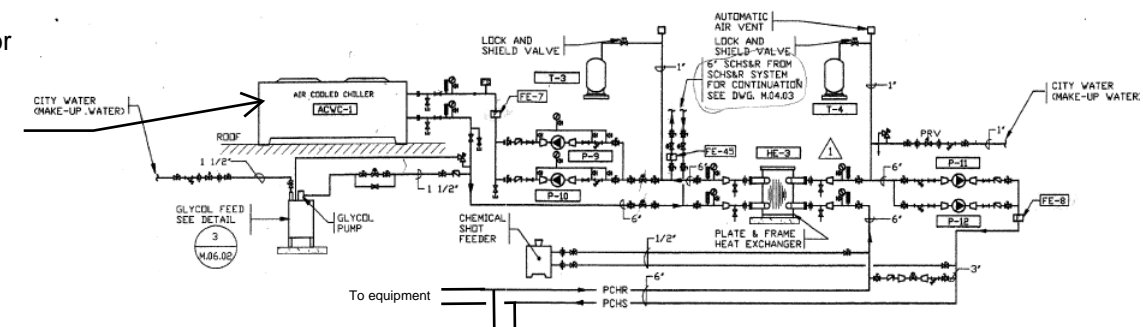 or
AUTOMATIC
AIR VENT
LOCK AND
SHIELD VALVE
LOCK AND
SHIELD VALVE
6" SCHS&R FROM
SCHS&R SYSTEM
FOR CONTINUATION
SEE DWG. M.04.03
T-3
T-4
1"
1"
AIR COOLED CHILLER
ACWC-1
FE-7
CITY WATER
(MAKE-UP WATER)
CITY WATER
(MAKE-UP WATER)
ROOF
PRV
1"
P-9
FE-45
HE-3
1
P-11
1 1/2"
1 1/2"
6"
6"
P-10
P-12
FE-8
6"
6"
GLYCOL FEED
SEE DETAIL
3
M.06.02
GLYCOL
PUMP
CHEMICAL
SHOT
FEEDER
PLATE & FRAME
HEAT EXCHANGER
1/2"
3"
6"
To equipment
PCHR
PCHS